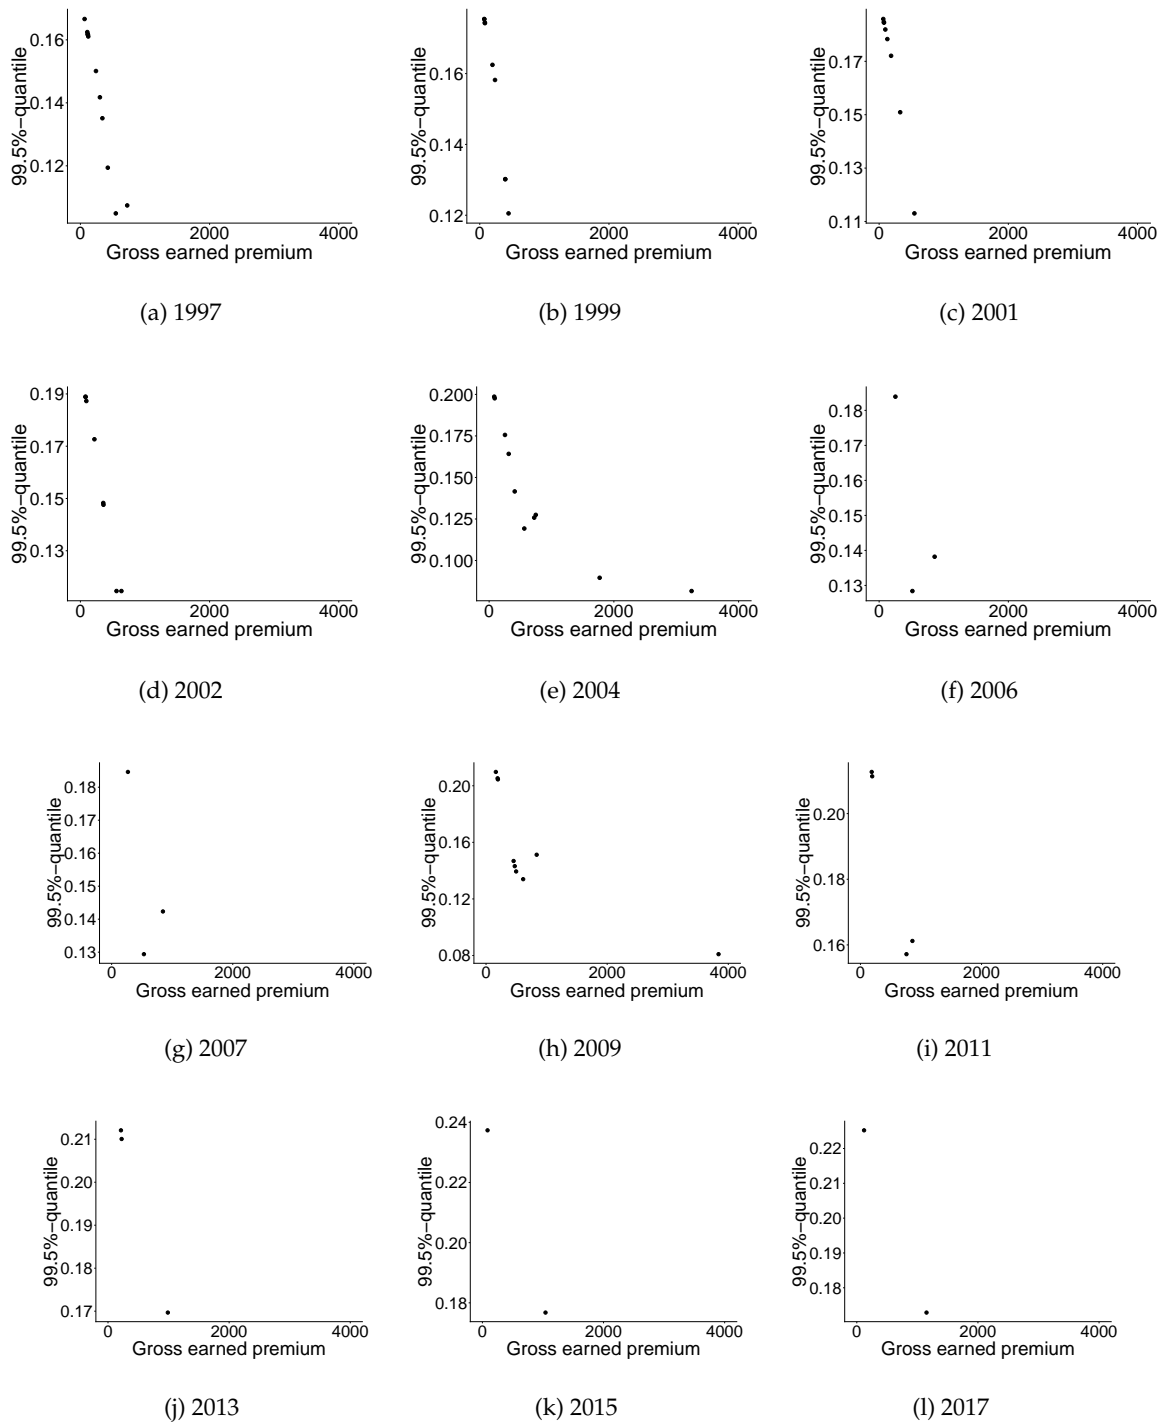 0.16
0.14
0.12
99.5%−quantile
0 2000 4000
Gross earned premium
(a) 1997
0.16
0.14
0.12
99.5%−quantile
0 2000 4000
Gross earned premium
(b) 1999
0.17
0.15
0.13
0.11
99.5%−quantile
0 2000 4000
Gross earned premium
(c) 2001
0.19
0.17
0.15
0.13
99.5%−quantile
0 2000 4000
Gross earned premium
(d) 2002
0.200
0.175
0.150
0.125
0.100
99.5%−quantile
0 2000 4000
Gross earned premium
(e) 2004
0.18
0.17
0.16
0.15
0.14
0.13
99.5%−quantile
0 2000 4000
Gross earned premium
(f) 2006
0.18
0.17
0.16
0.15
0.14
0.13
99.5%−quantile
0 2000 4000
Gross earned premium
(g) 2007
0.20
0.16
0.12
0.08
99.5%−quantile
0 2000 4000
Gross earned premium
(h) 2009
0.20
0.18
0.16
99.5%−quantile
0 2000 4000
Gross earned premium
(i) 2011
0.21
0.20
0.19
0.18
0.17
99.5%−quantile
0 2000 4000
Gross earned premium
(j) 2013
0.24
0.22
0.20
0.18
99.5%−quantile
0 2000 4000
Gross earned premium
(k) 2015
0.22
0.21
0.20
0.19
0.18
99.5%−quantile
0 2000 4000
Gross earned premium
(l) 2017